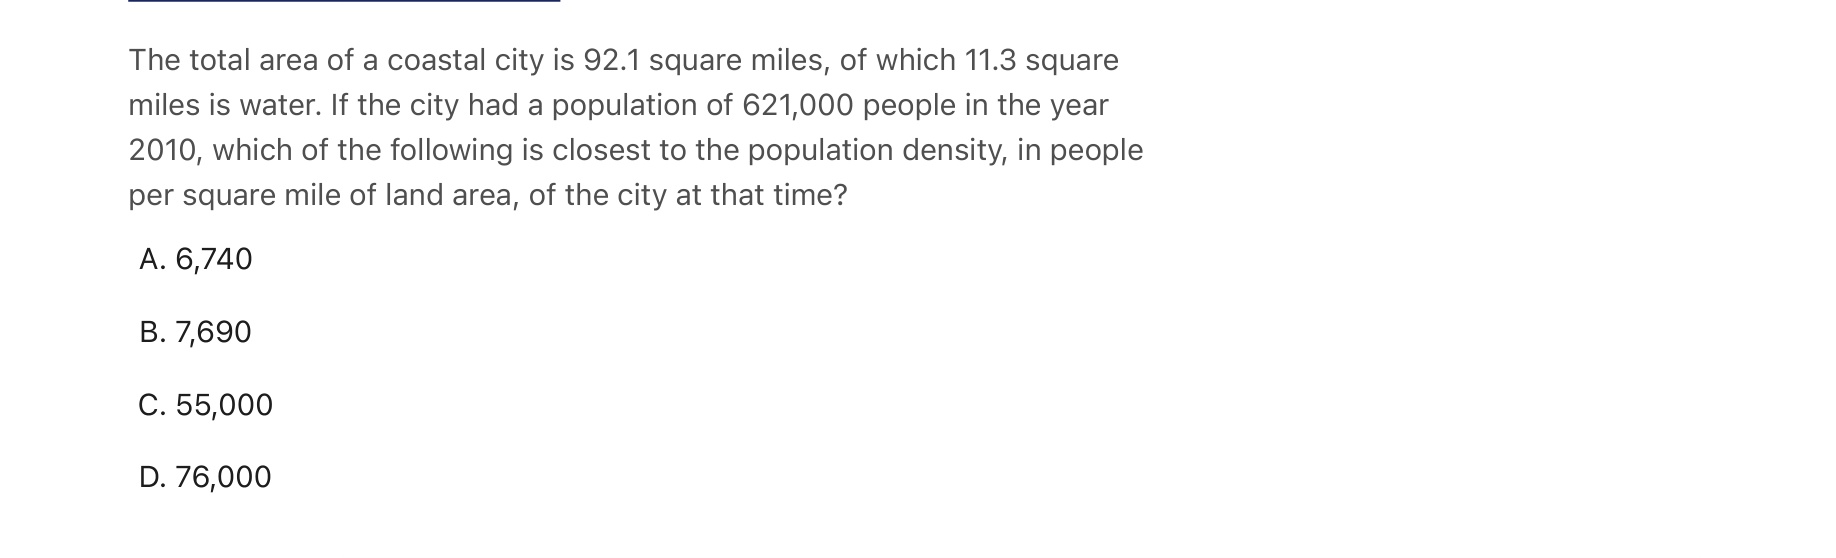 The total area of a coastal city is 92.1 square miles, of which 11.3 square
miles is water. If the city had a population of 621,000 people in the year
2010, which of the following is closest to the population density, in people
per square mile of land area, of the city at that time?
A. 6,740
B. 7,690
C. 55,000
D. 76,000